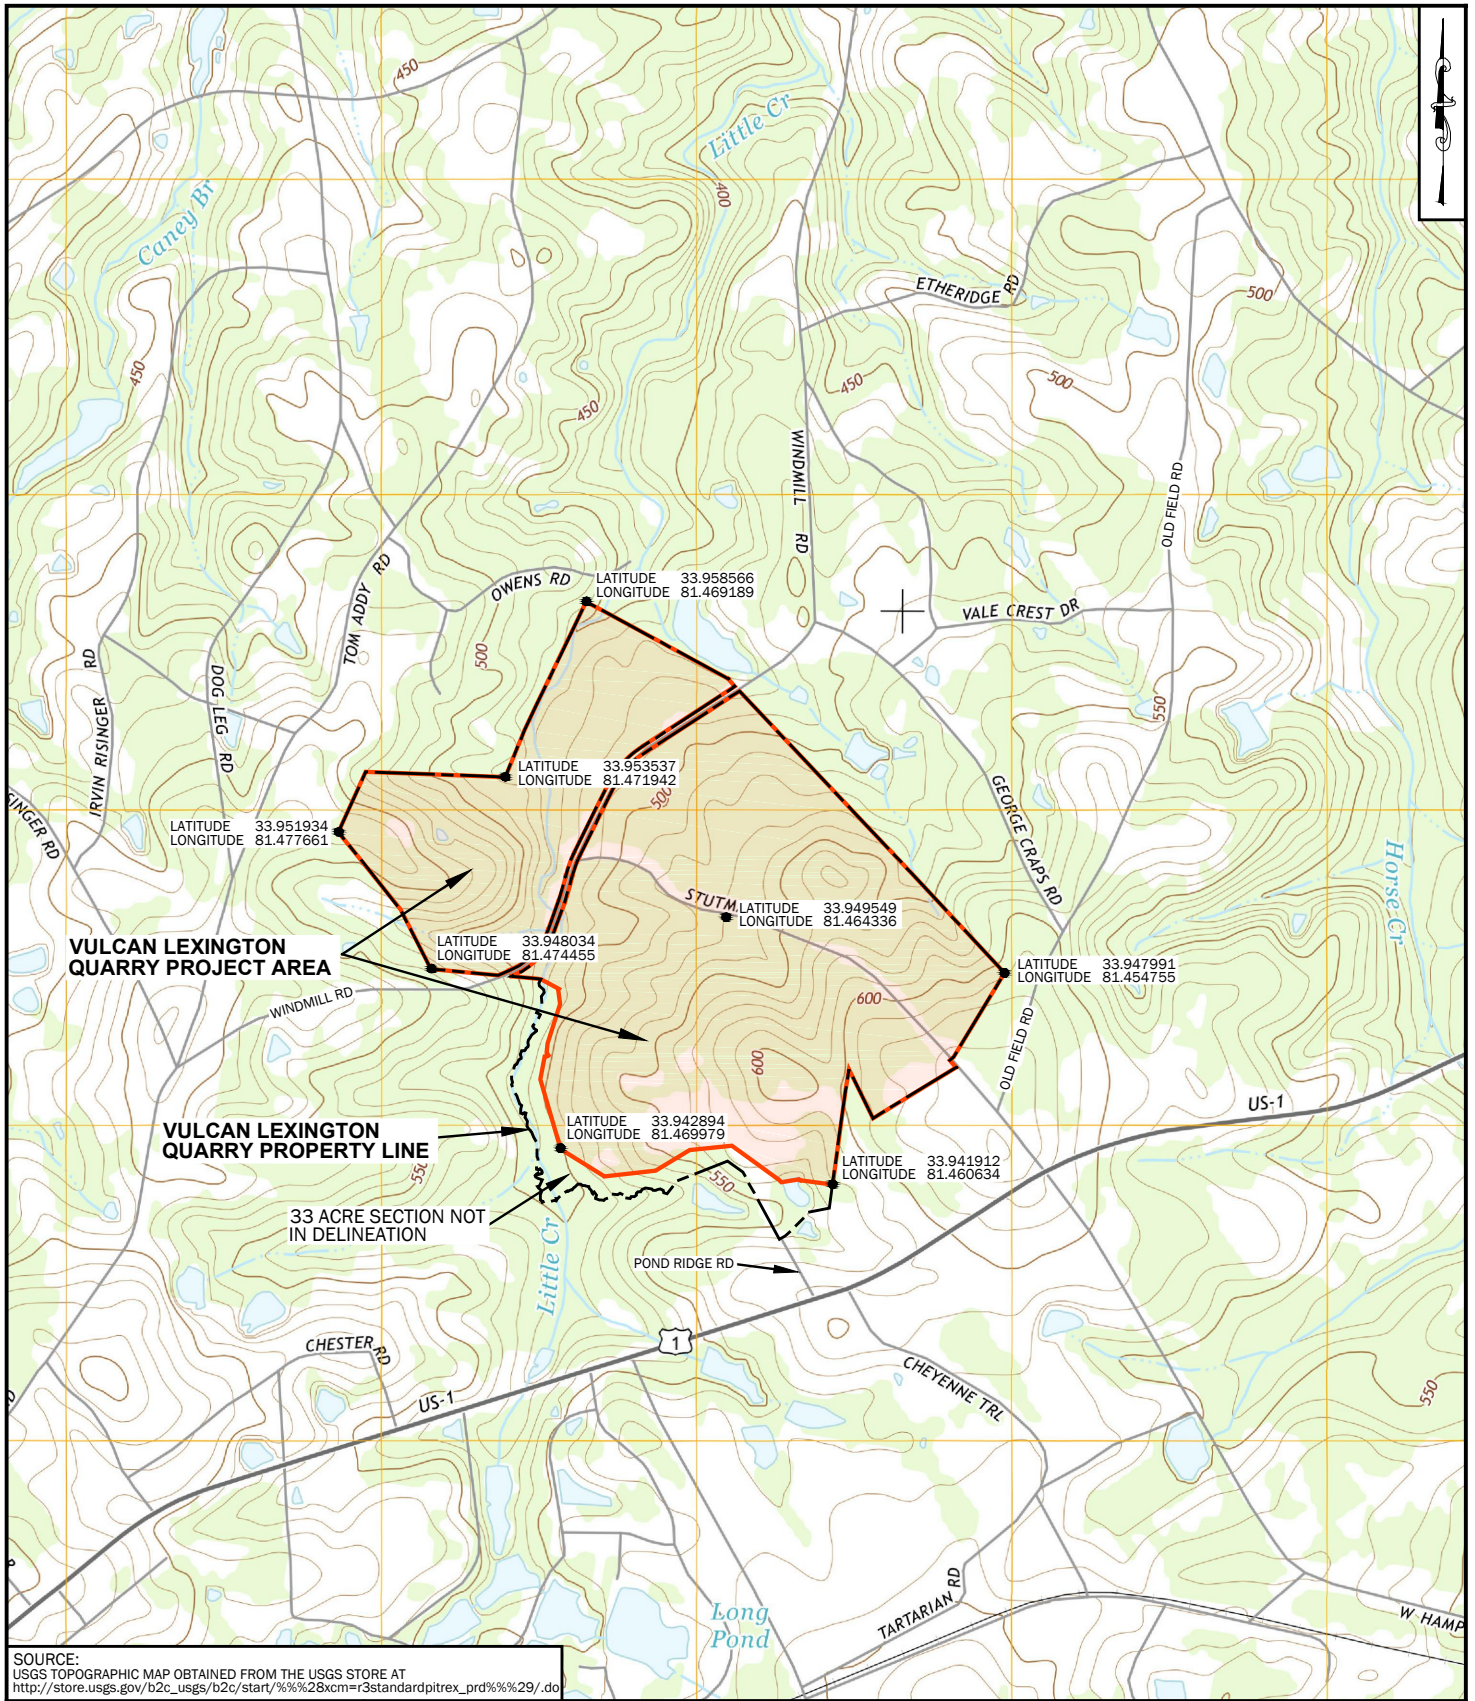 450
Little Cr
400
Caney Br
ETHERIDGE RD
500
450
450
500
450
WINDMILL RD
OLD FIELD RD
TOM ADDY RD
OWENS RD
LATITUDE 33.958566
LONGITUDE 81.469189
VALE CREST DR
500
IRVIN RISINGER RD
DOG LEG RD
550
LATITUDE 33.953537
LONGITUDE 81.471942
500
GEORGE CRAPS RD
SINGER RD
LATITUDE 33.951934
LONGITUDE 81.477661
Horse Cr
STUTM
LATITUDE 33.949549
LONGITUDE 81.464336
VULCAN LEXINGTON
QUARRY PROJECT AREA
LATITUDE 33.948034
LONGITUDE 81.474455
LATITUDE 33.947991
LONGITUDE 81.454755
WINDMILL RD
600
600
OLD FIELD RD
US-1
VULCAN LEXINGTON
QUARRY PROPERTY LINE
LATITUDE 33.942894
LONGITUDE 81.469979
550
550
LATITUDE 33.941912
LONGITUDE 81.460634
33 ACRE SECTION NOT
IN DELINEATION
Little Cr
POND RIDGE RD
1
CHESTER RD
CHEYENNE TRL
US-1
550
TARTARIAN RD
Long
Pond
W HAMP
SOURCE:
USGS TOPOGRAPHIC MAP OBTAINED FROM THE USGS STORE AT
http://store.usgs.gov/b2c_usgs/b2c/start/%%%28xcm=r3standardpitrex_prd%%%29/.do